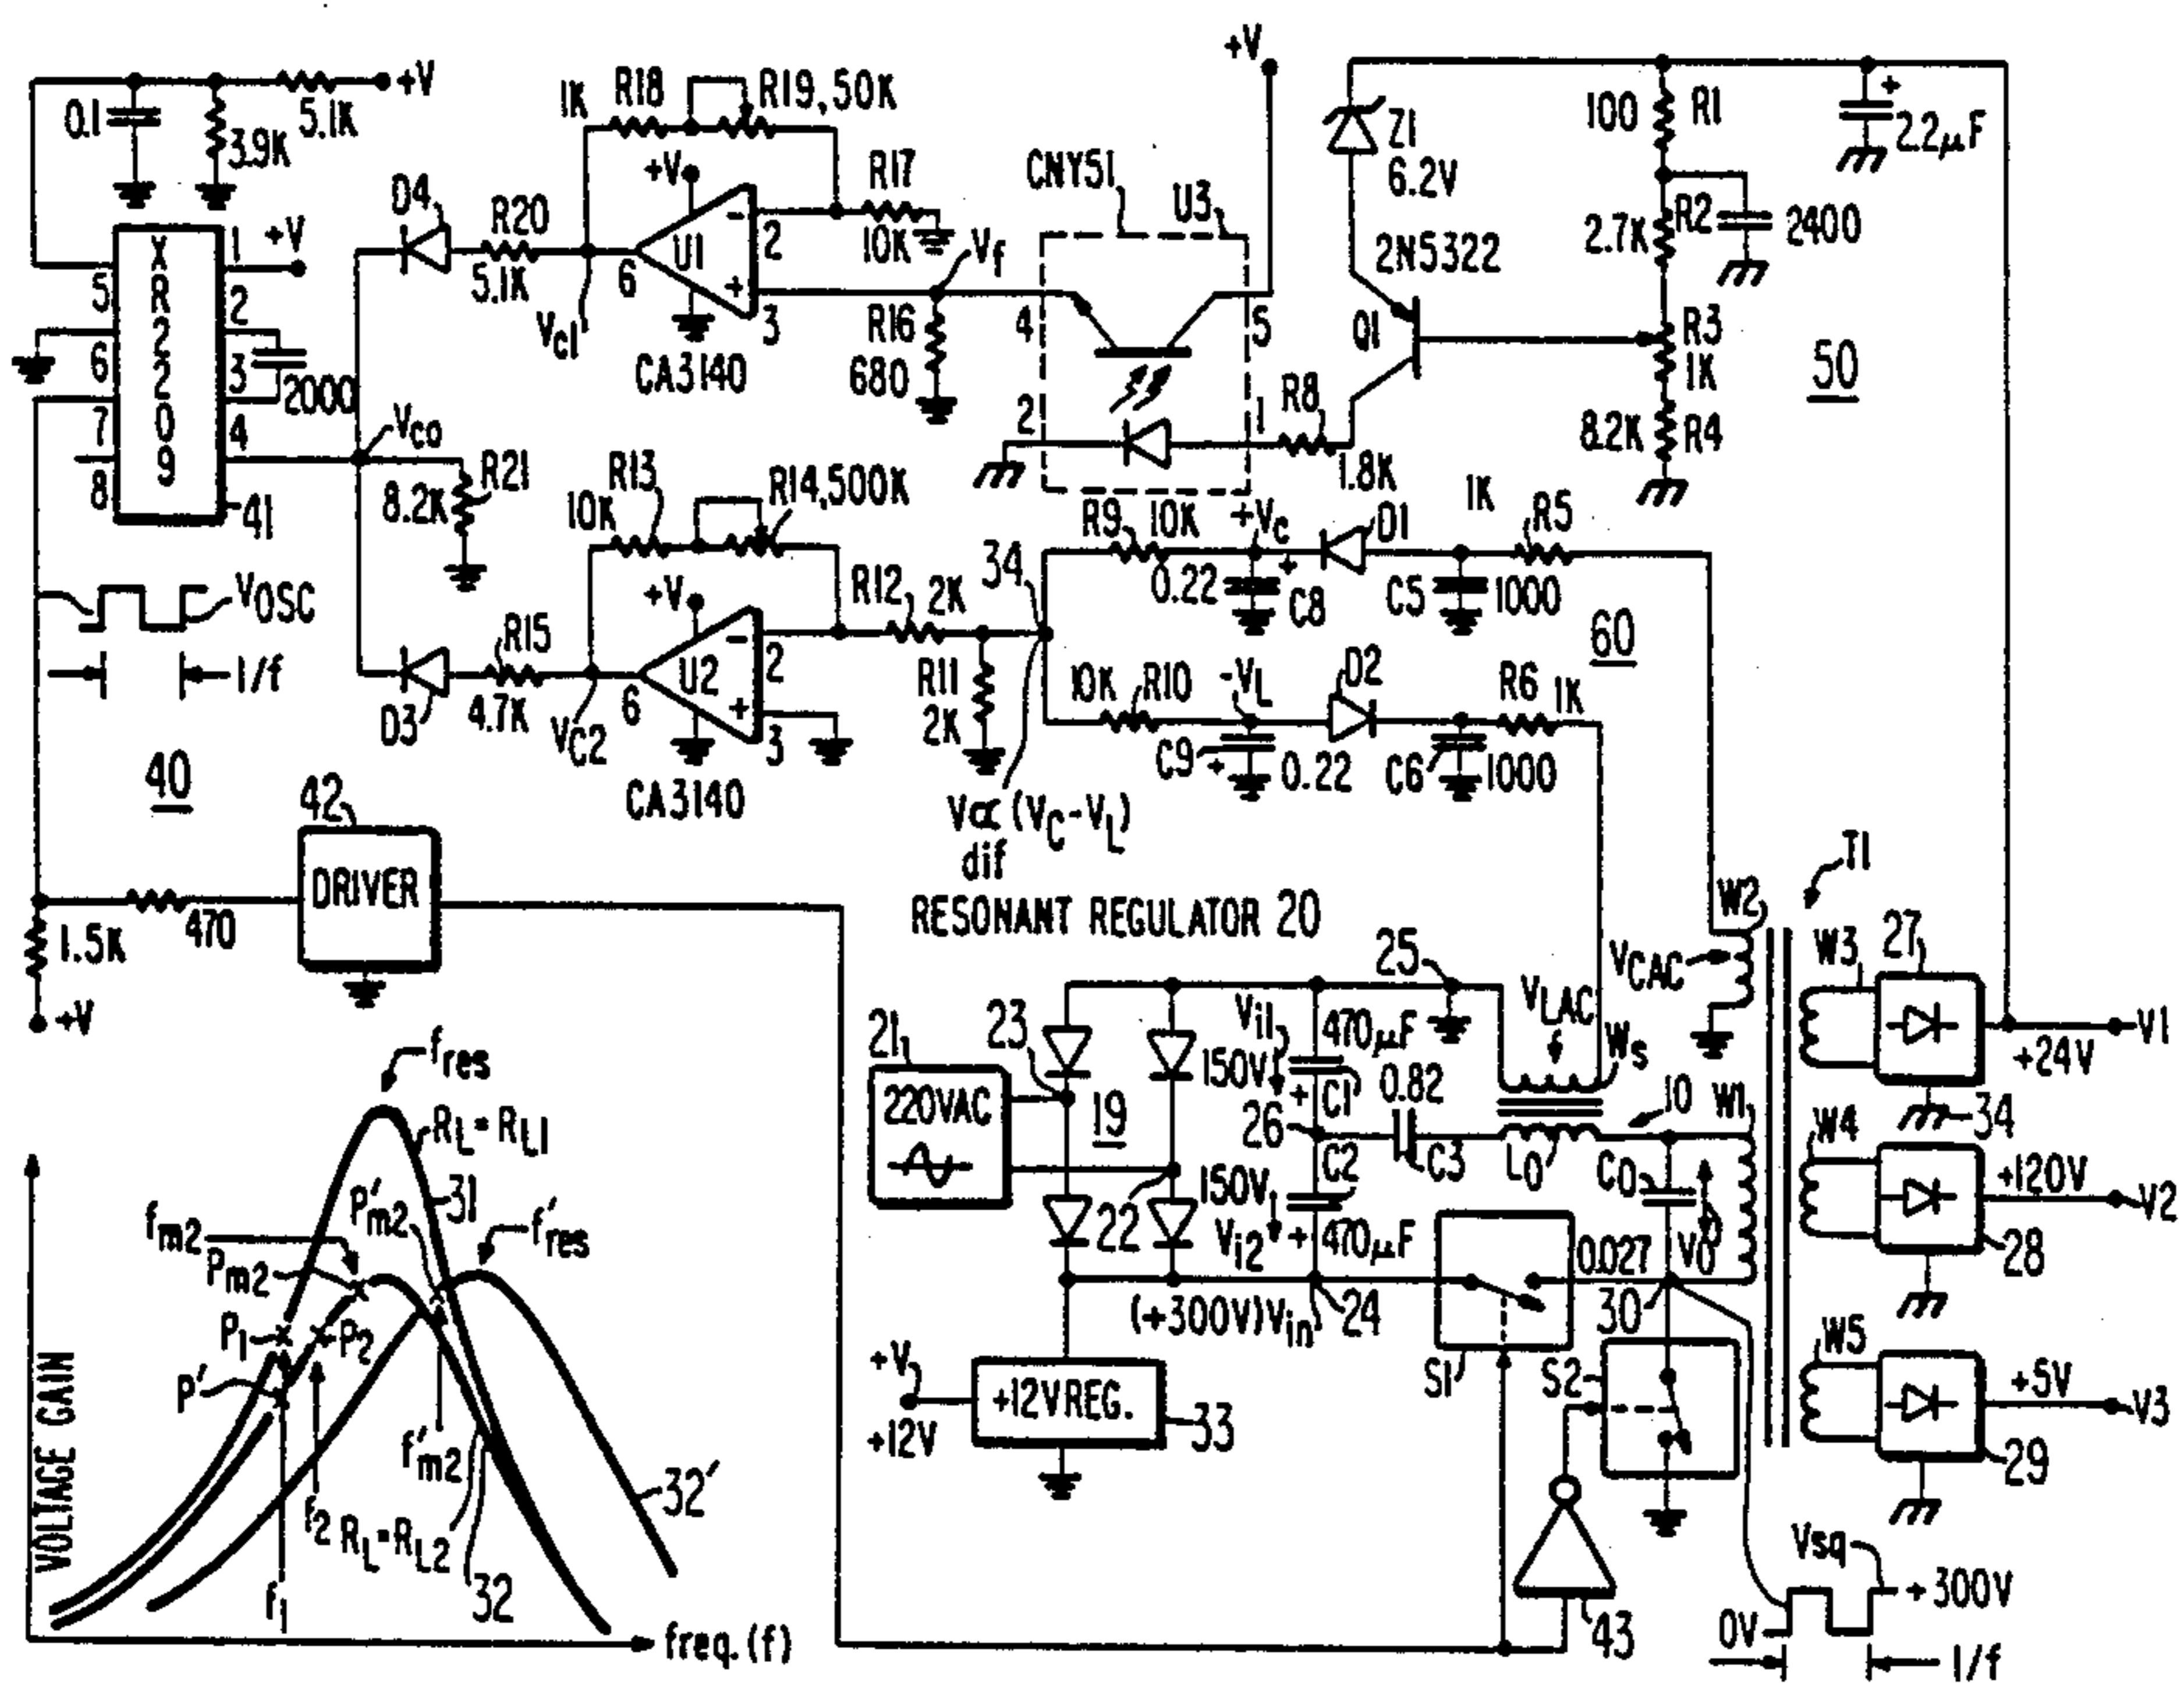 +V
0.1
3.9K
5.1K
+V
1K
R18
R19, 50K
+V
R17
10K
Vf
CNY51
U3
+V
Z1
6.2V
100
R1
+
2.2µF
2.7K
R2
2400
2N5322
D4
R20
5.1K
Vc1
6
U1
-
2
+
3
CA3140
R16
680
4
5
2
1
R8
1.8K
Q1
R3
1K
8.2K
R4
50
XR2209
1
+V
2
3
2000
4
5
6
7
8
41
Vco
8.2K
R21
10K
R13
R14, 500K
+V
D3
R15
4.7K
VC2
6
U2
-
2
+
3
CA3140
R12
2K
R11
2K
34
R9
10K
+Vc
+
0.22
C8
D1
1K
R5
C5
1000
60
10K
R10
-VL
C9
+
0.22
D2
C6
R6
1K
1000
V∝(VC-VL)
dif
VOSC
1/f
40
42
DRIVER
1.5K
470
+V
RESONANT REGULATOR 20
21
220VAC
23
19
22
25
Vi1
470µF
150V
+
C1
26
C2
150V
Vi2
+
470µF
0.82
C3
VLAC
Ws
LO
10
CO
VO
0.027
30
W1
W2
VCAC
T1
W3
27
+24V
V1
34
W4
+120V
V2
28
W5
+5V
V3
29
(+300V)Vin
24
S1
S2
+V
+12V
+12V REG.
33
43
Vsq
+300V
0V
1/f
fres
RL=RL1
31
P'm2
f'res
fm2
Pm2
P1
P2
P'
f'm2
f2
RL=RL2
32
32'
f1
VOLTAGE GAIN
freq. (f)